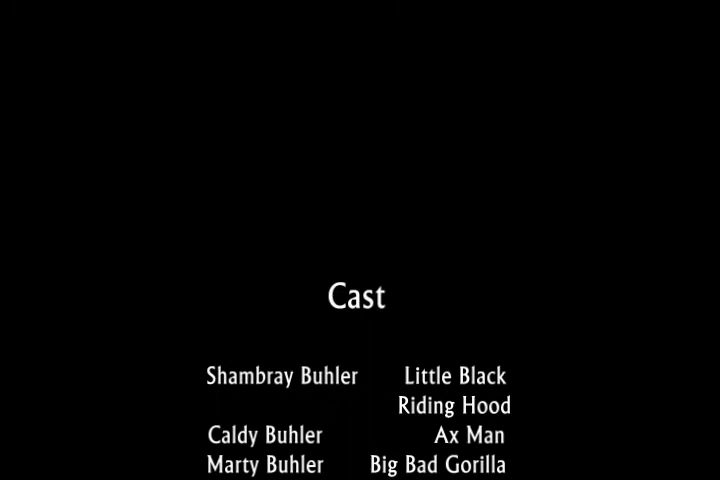 Cast
Shambray Buhler Little Black
Riding Hood
Caldy Buhler Ax Man
Marty Buhler Big Bad Gorilla